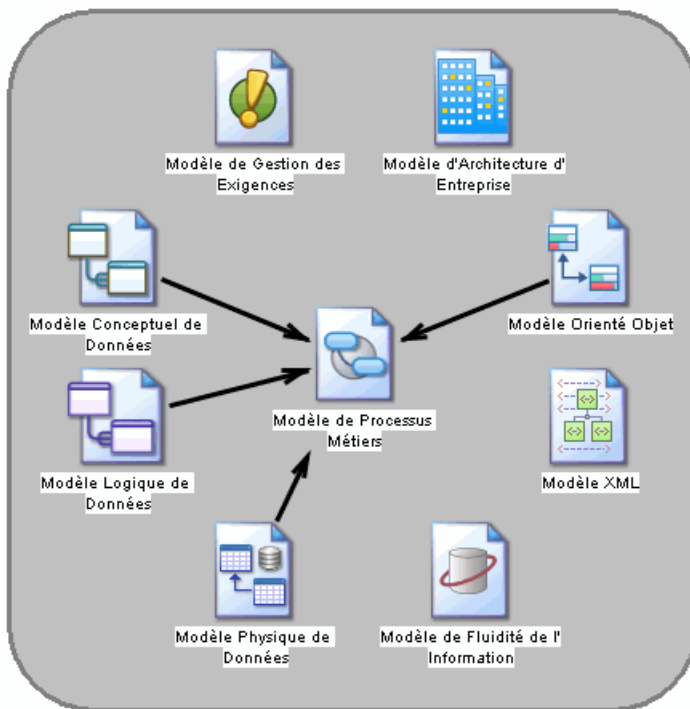 Modèle de Gestion des
Exigences
Modèle d'Architecture d'
Entreprise
Modèle Conceptuel de
Données
Modèle Orienté Objet
Modèle de Processus
Métiers
Modèle Logique de
Données
Modèle XML
Modèle Physique de
Données
Modèle de Fluidité de l'
Information